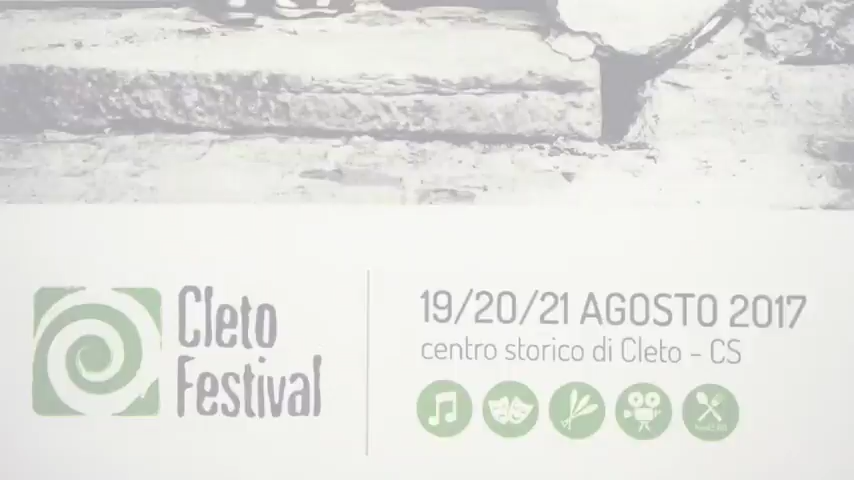 Cleto
Festival
19/20/21 AGOSTO 2017
centro storico di Cleto - CS